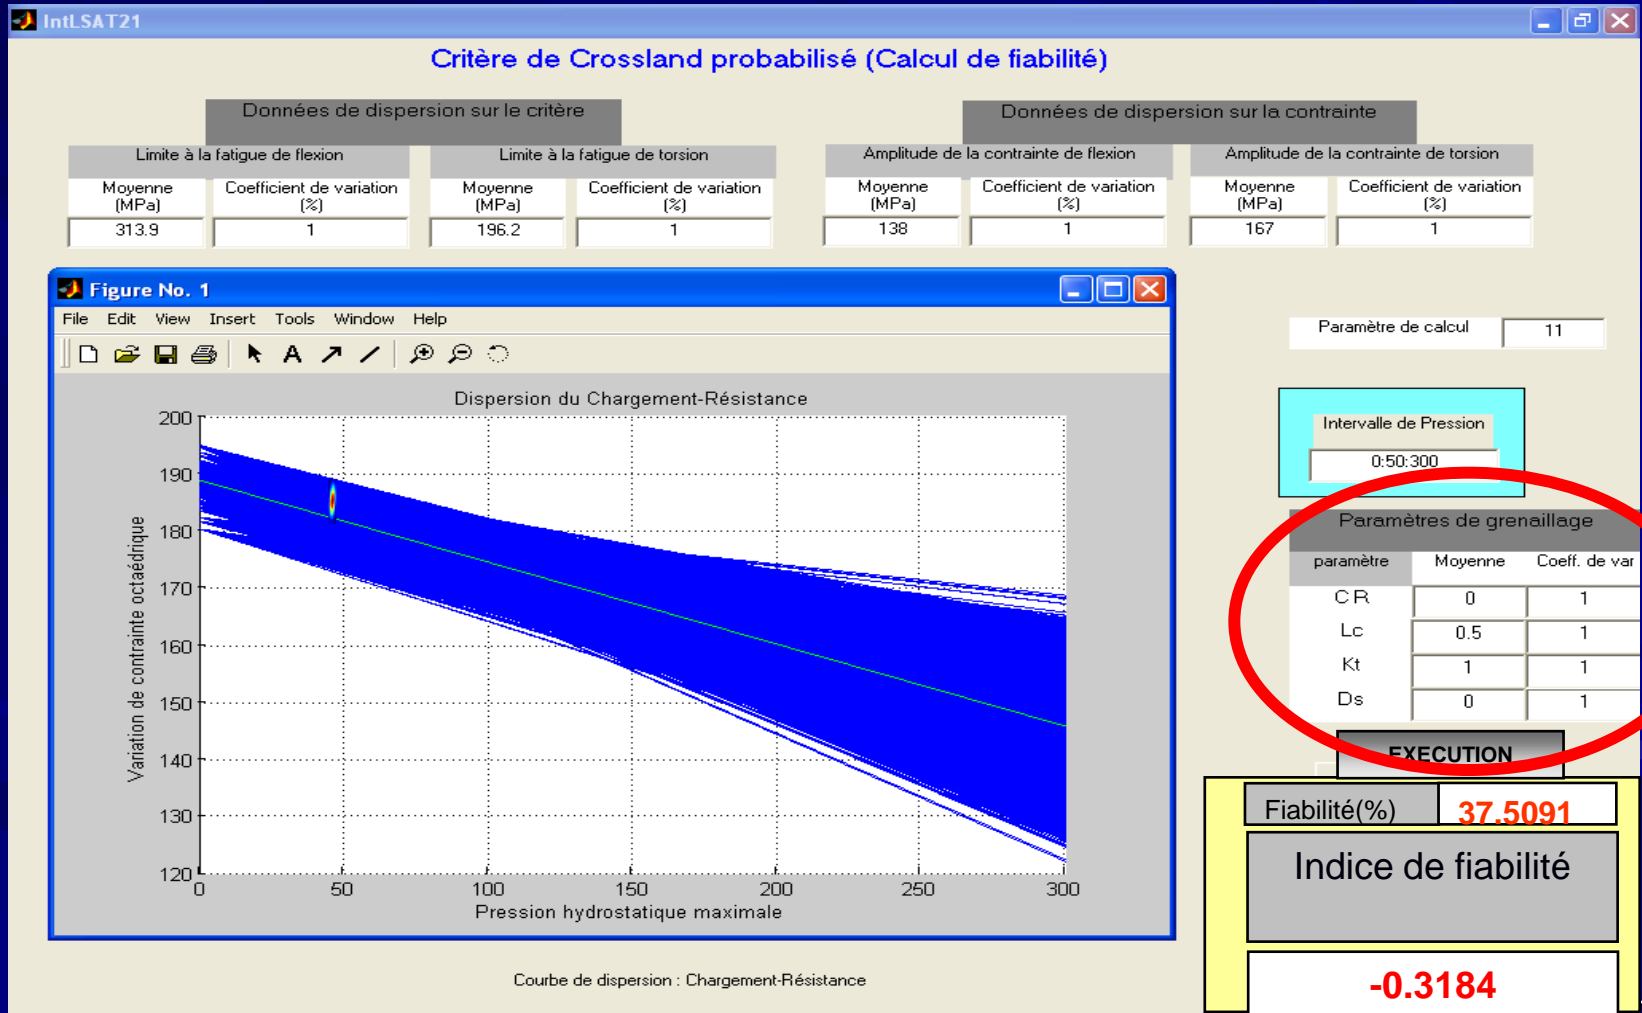 IntLSAT21
Critère de Crossland probabilisé (Calcul de fiabilité)
Données de dispersion sur le critère
Données de dispersion sur la contrainte
Limite à la fatigue de flexion
Limite à la fatigue de torsion
Amplitude de la contrainte de flexion
Amplitude de la contrainte de torsion
Moyenne (MPa)
Coefficient de variation (%)
Moyenne (MPa)
Coefficient de variation (%)
Moyenne (MPa)
Coefficient de variation (%)
Moyenne (MPa)
Coefficient de variation (%)
313.9 1 196.2 1 138 1 167 1
Figure No. 1
File Edit View Insert Tools Window Help
A
Dispersion du Chargement-Résistance
Variation de contrainte octaédrique
200
190
180
170
160
150
140
130
120
0 50 100 150 200 250 300
Pression hydrostatique maximale
Courbe de dispersion : Chargement-Résistance
Paramètre de calcul 11
Intervalle de Pression
0:50:300
Paramètres de grenaillage
paramètre Moyenne Coeff. de var
CR 0 1
Lc 0.5 1
Kt 1 1
Ds 0 1
EXECUTION
Fiabilité(%) 37.5091
Indice de fiabilité
-0.3184